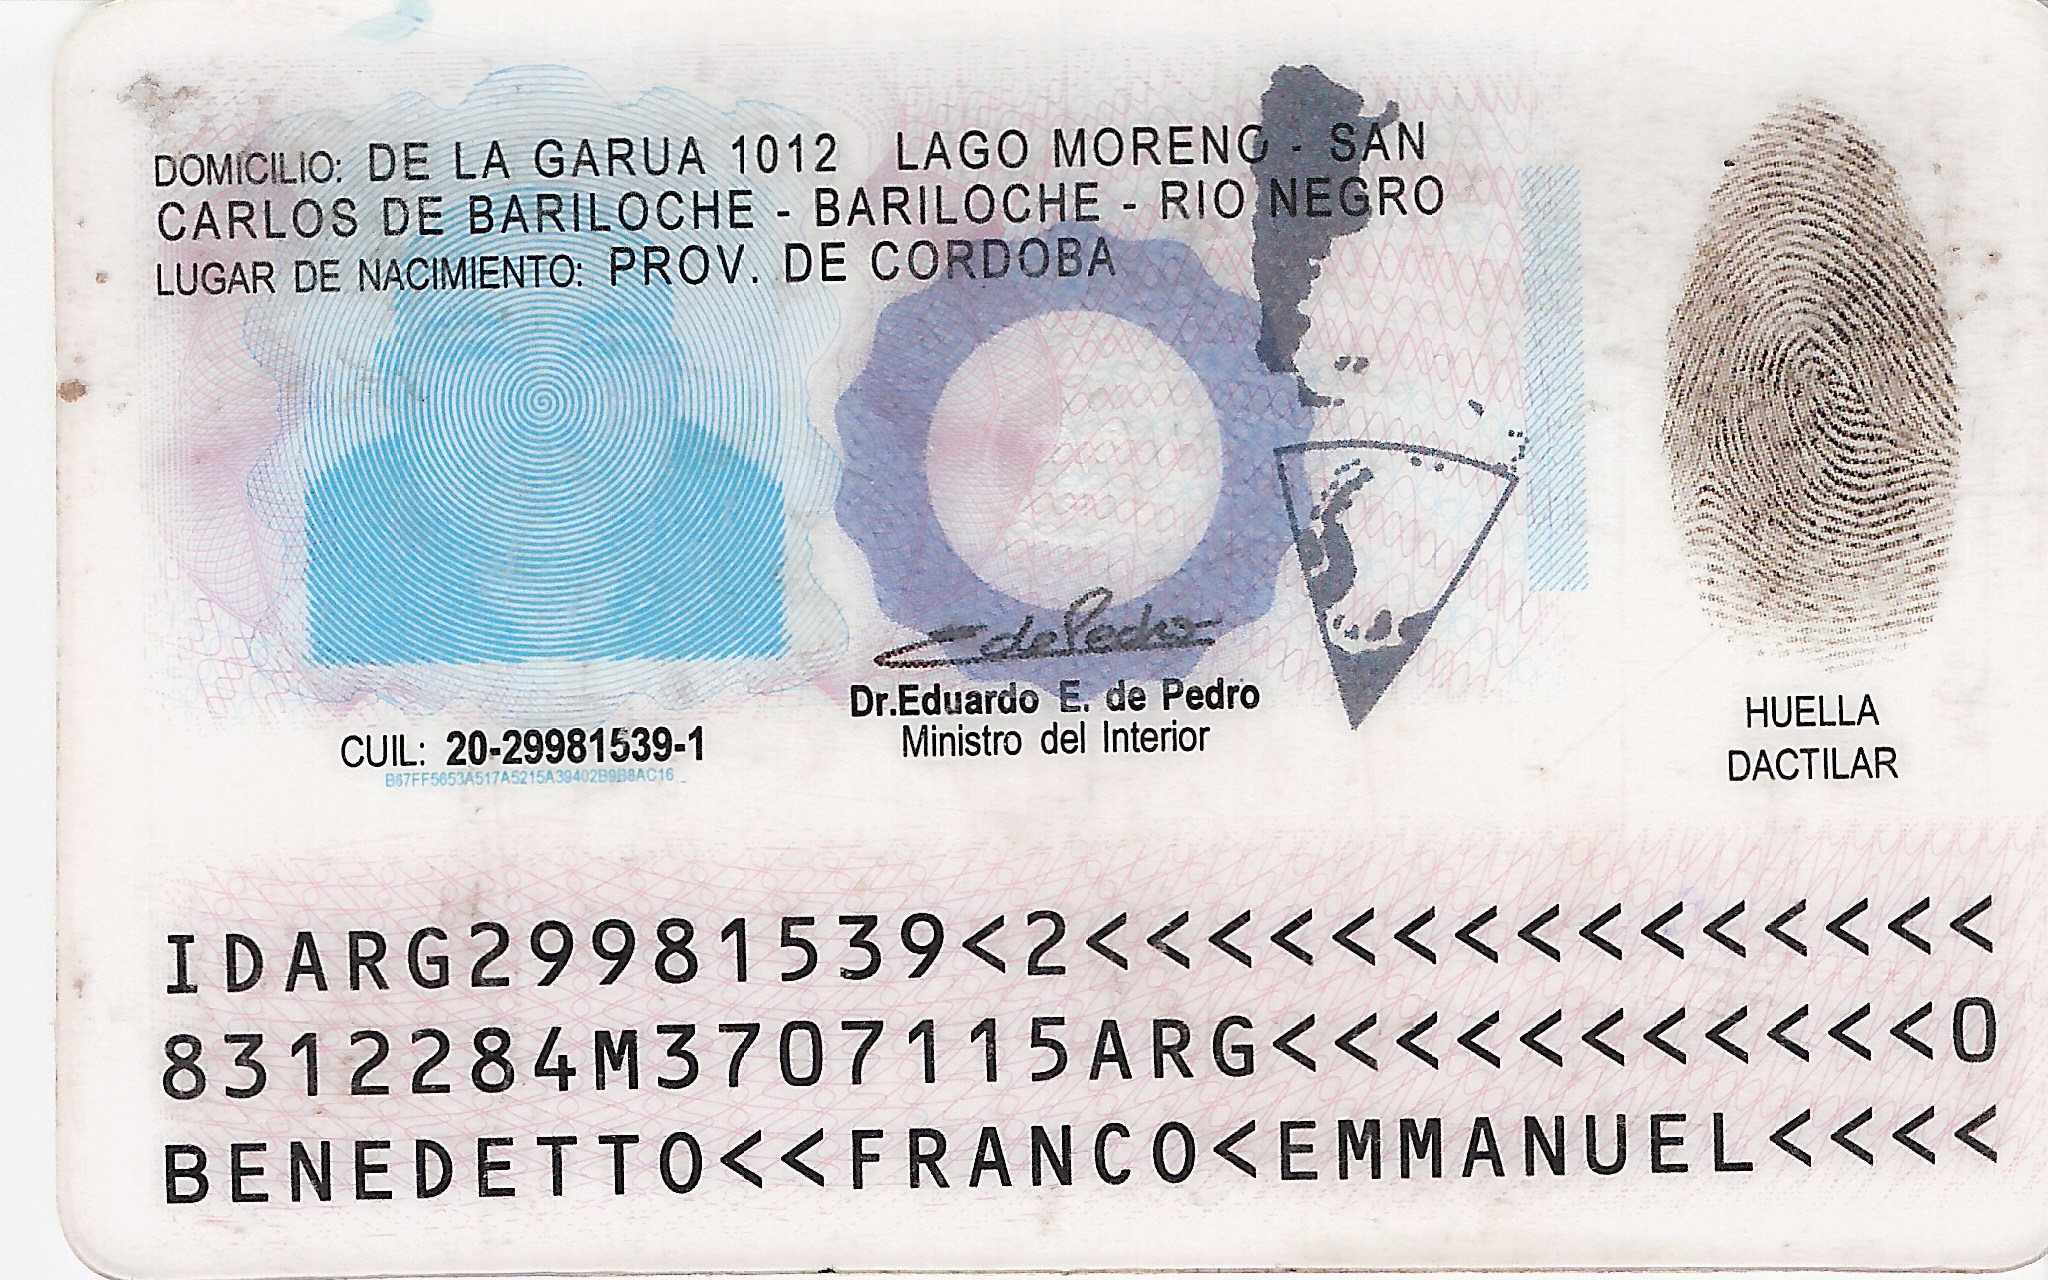 DOMICILIO: DE LA GARUA 1012 LAGO MORENO - SAN
CARLOS DE BARILOCHE - BARILOCHE - RIO NEGRO
LUGAR DE NACIMIENTO: PROV. DE CORDOBA
de Pedro
Dr.Eduardo E. de Pedro
Ministro del Interior
CUIL: 20-29981539-1
B67FF5653A517A5215A39402B9B8AC16
HUELLA
DACTILAR
IDARG29981539<2<<<<<<<<<<<<<<<
8312284M3707115ARG<<<<<<<<<<<0
BENEDETTO<<FRANCO<EMMANUEL<<<<